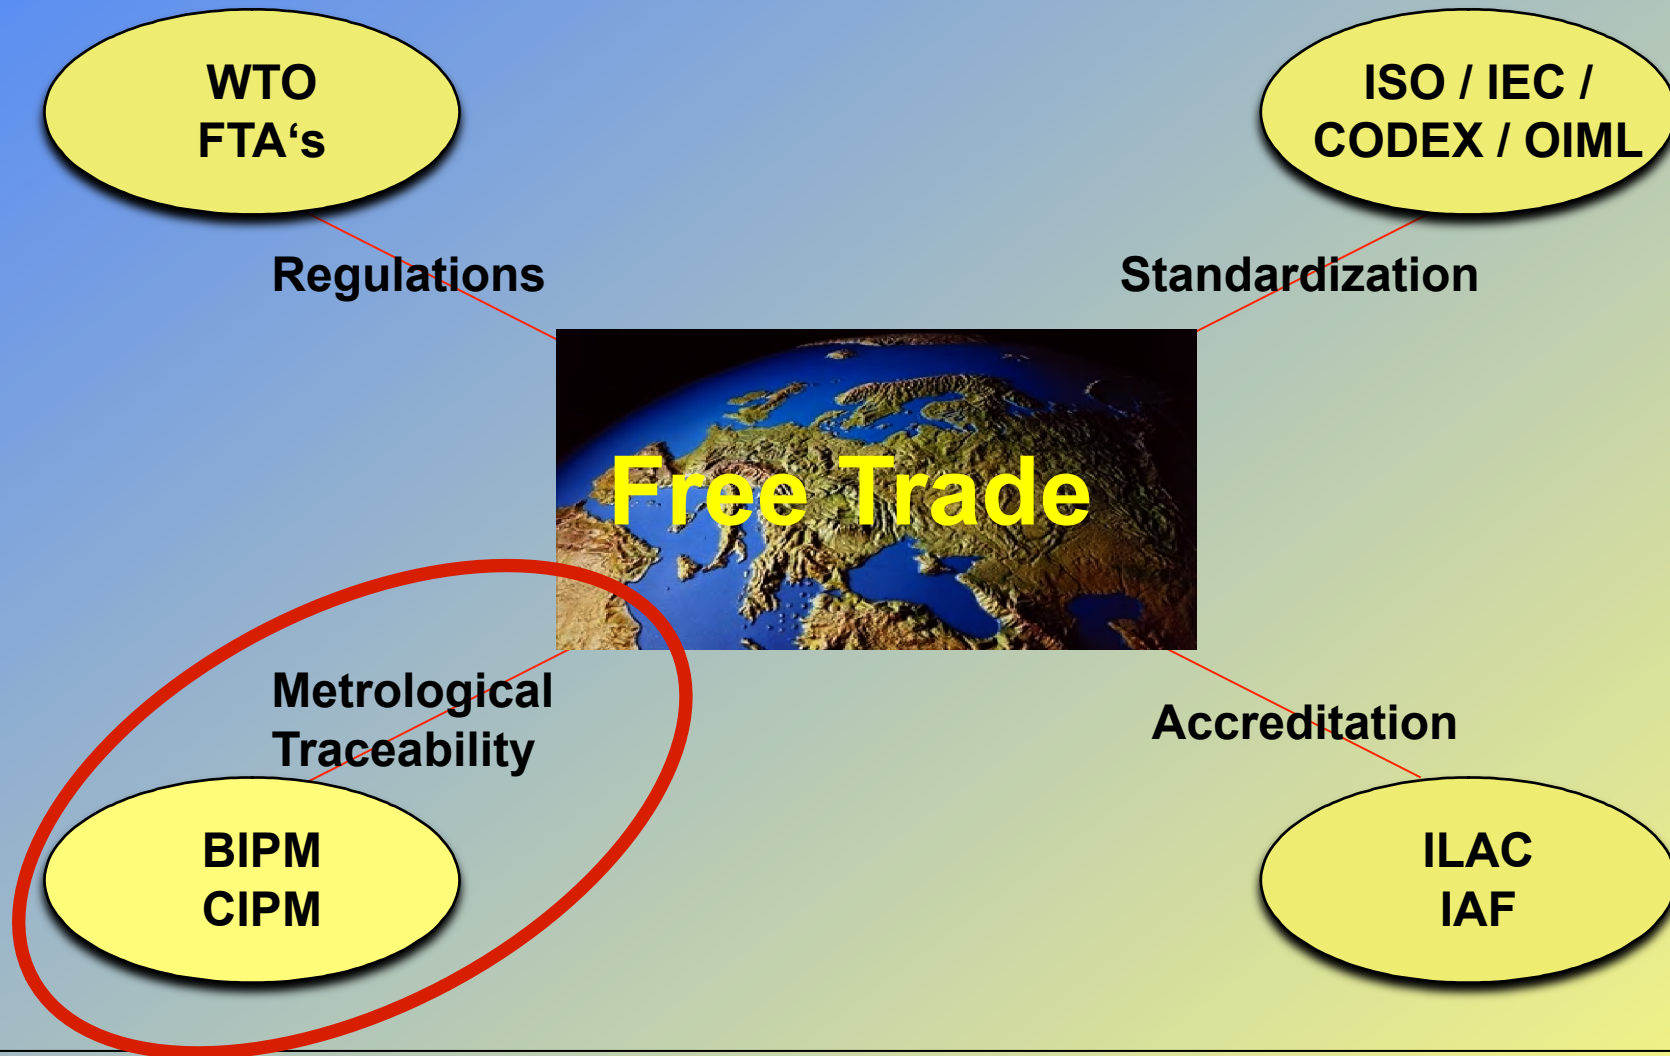 WTO
FTA‘s
ISO / IEC /
CODEX / OIML
Regulations
Standardization
Free Trade
Metrological
Traceability
Accreditation
BIPM
CIPM
ILAC
IAF